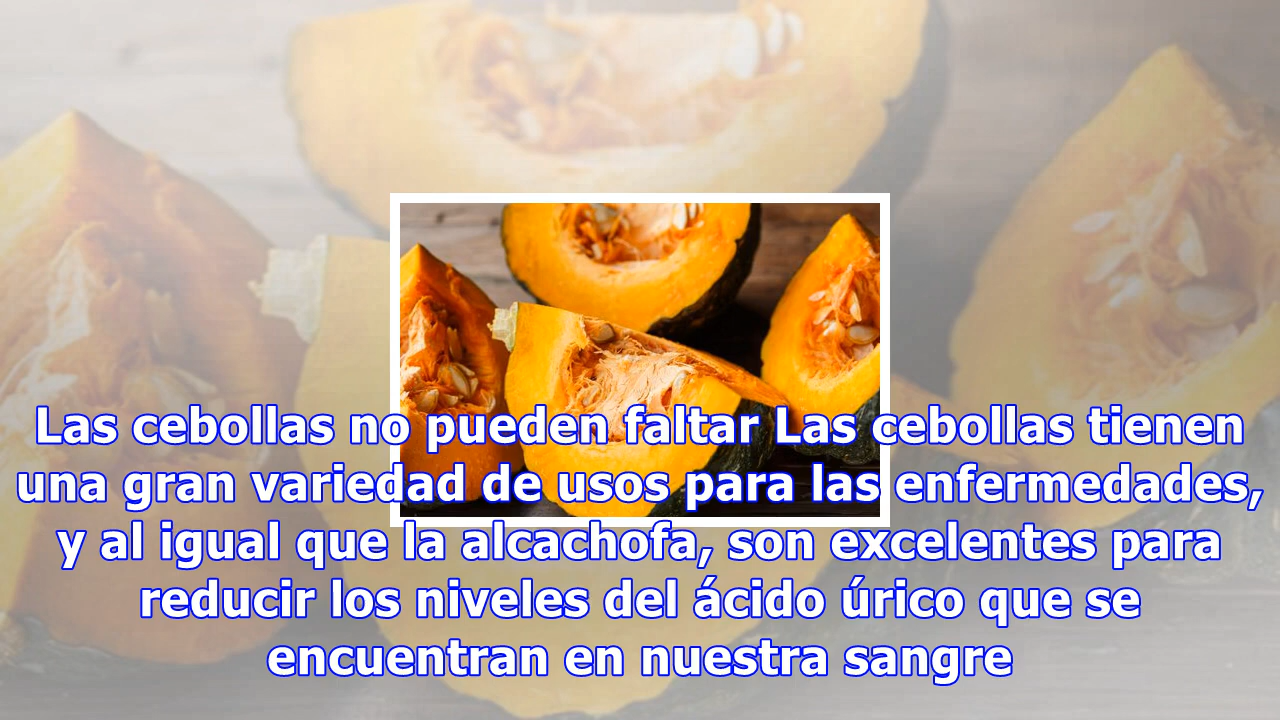 Las cebollas no pueden faltar Las cebollas tienen
una gran variedad de usos para las enfermedades,
y al igual que la alcachofa, son excelentes para
reducir los niveles del ácido úrico que se
encuentran en nuestra sangre